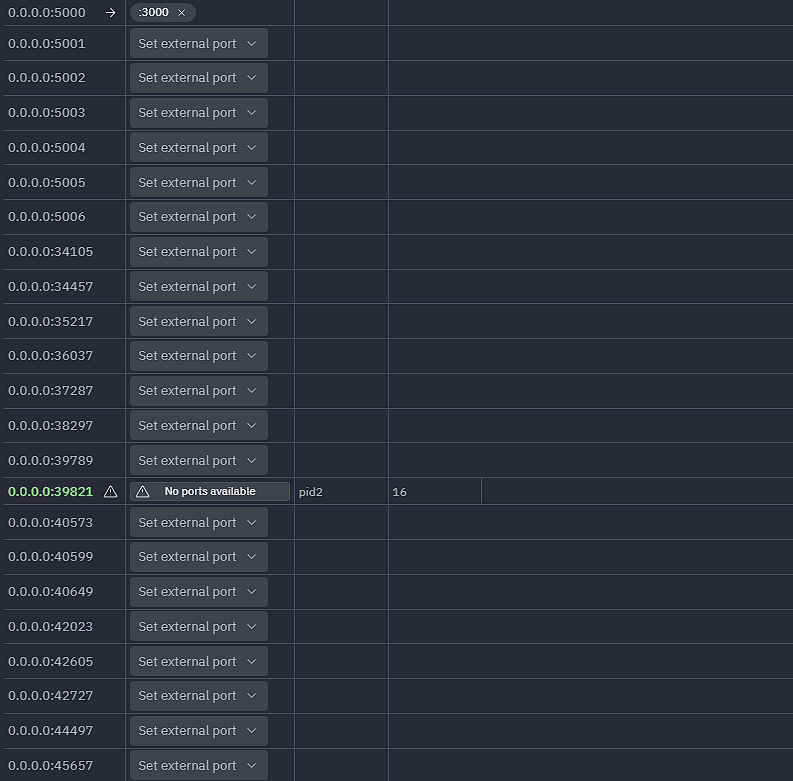 0.0.0.0:5000 → :3000 ×
0.0.0.0:5001 Set external port
0.0.0.0:5002 Set external port
0.0.0.0:5003 Set external port
0.0.0.0:5004 Set external port
0.0.0.0:5005 Set external port
0.0.0.0:5006 Set external port
0.0.0.0:34105 Set external port
0.0.0.0:34457 Set external port
0.0.0.0:35217 Set external port
0.0.0.0:36037 Set external port
0.0.0.0:37287 Set external port
0.0.0.0:38297 Set external port
0.0.0.0:39789 Set external port
0.0.0.0:39821 No ports available pid2 16
0.0.0.0:40573 Set external port
0.0.0.0:40599 Set external port
0.0.0.0:40649 Set external port
0.0.0.0:42023 Set external port
0.0.0.0:42605 Set external port
0.0.0.0:42727 Set external port
0.0.0.0:44497 Set external port
0.0.0.0:45657 Set external port